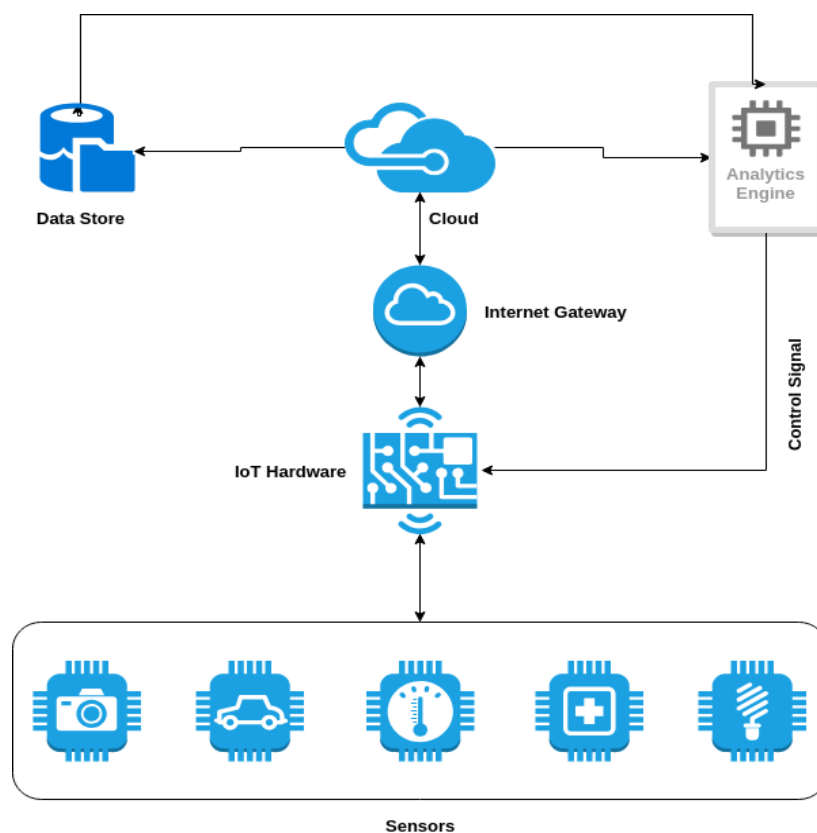 Analytics
Engine
Data Store
Cloud
Internet Gateway
Control Signal
IoT Hardware
Sensors